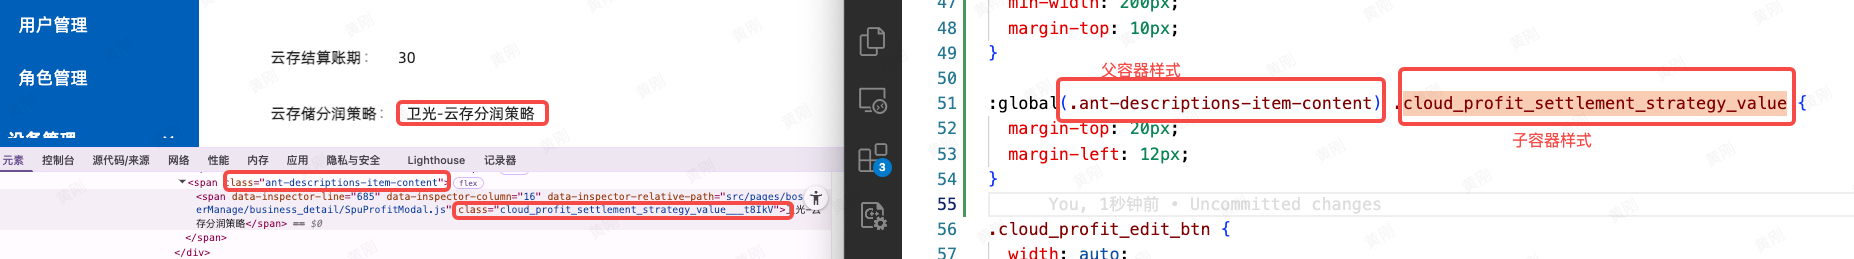 用户管理
角色管理
设备管理
云存结算账期： 30
云存储分润策略： 卫光-云存分润策略
元素 控制台 源代码/来源 网络 性能 内存 应用 隐私与安全 Lighthouse 记录器
<span class="ant-descriptions-item-content"> flex
<span data-inspector-line="685" data-inspector-column="16" data-inspector-relative-path="src/pages/bos
erManage/business_detail/SpuProfitModal.js" class="cloud_profit_settlement_strategy_value___t8IkV">卫光-云
存分润策略</span> == $0
</span>
</div>
3
47 min-width: 200px;
48 margin-top: 10px;
49 }
50
父容器样式
51 :global(.ant-descriptions-item-content) .cloud_profit_settlement_strategy_value {
52 margin-top: 20px;
子容器样式
53 margin-left: 12px;
54 }
55 You, 1秒钟前 • Uncommitted changes
56 .cloud_profit_edit_btn {
57 width: auto;
黄刚